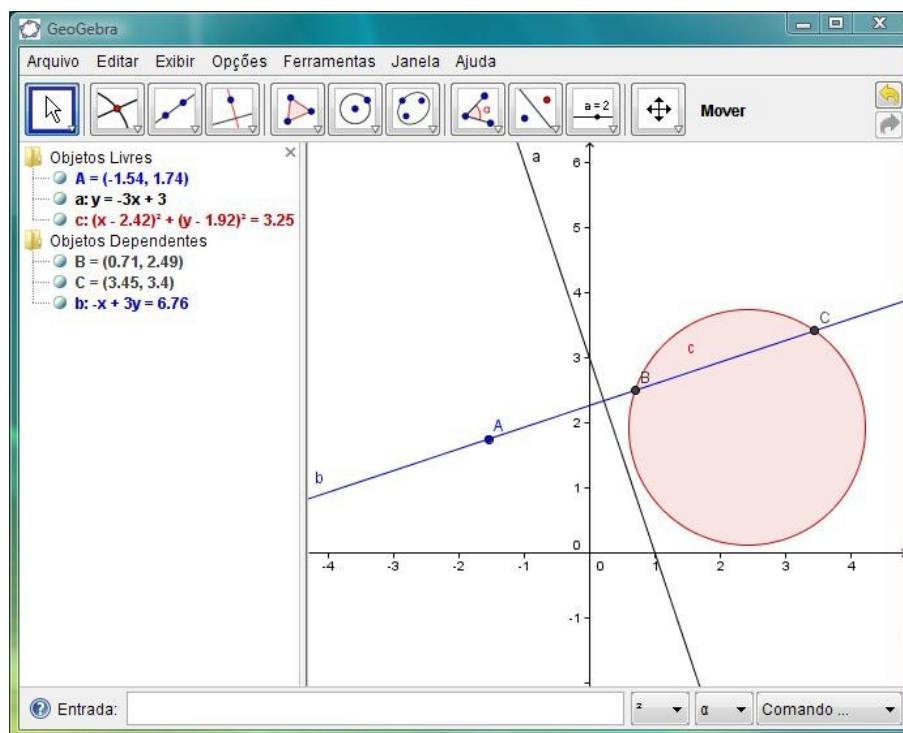 GeoGebra
Arquivo Editar Exibir Opções Ferramentas Janela Ajuda
α a = 2 Mover
Objetos Livres
A = (-1.54, 1.74)
a: y = -3x + 3
c: (x - 2.42)² + (y - 1.92)² = 3.25
Objetos Dependentes
B = (0.71, 2.49)
C = (3.45, 3.4)
b: -x + 3y = 6.76
a
6
5
4
C
3
c
B
2
A
b
1
0
-4 -3 -2 -1 0 1 2 3 4
-1
Entrada: ² α Comando ...